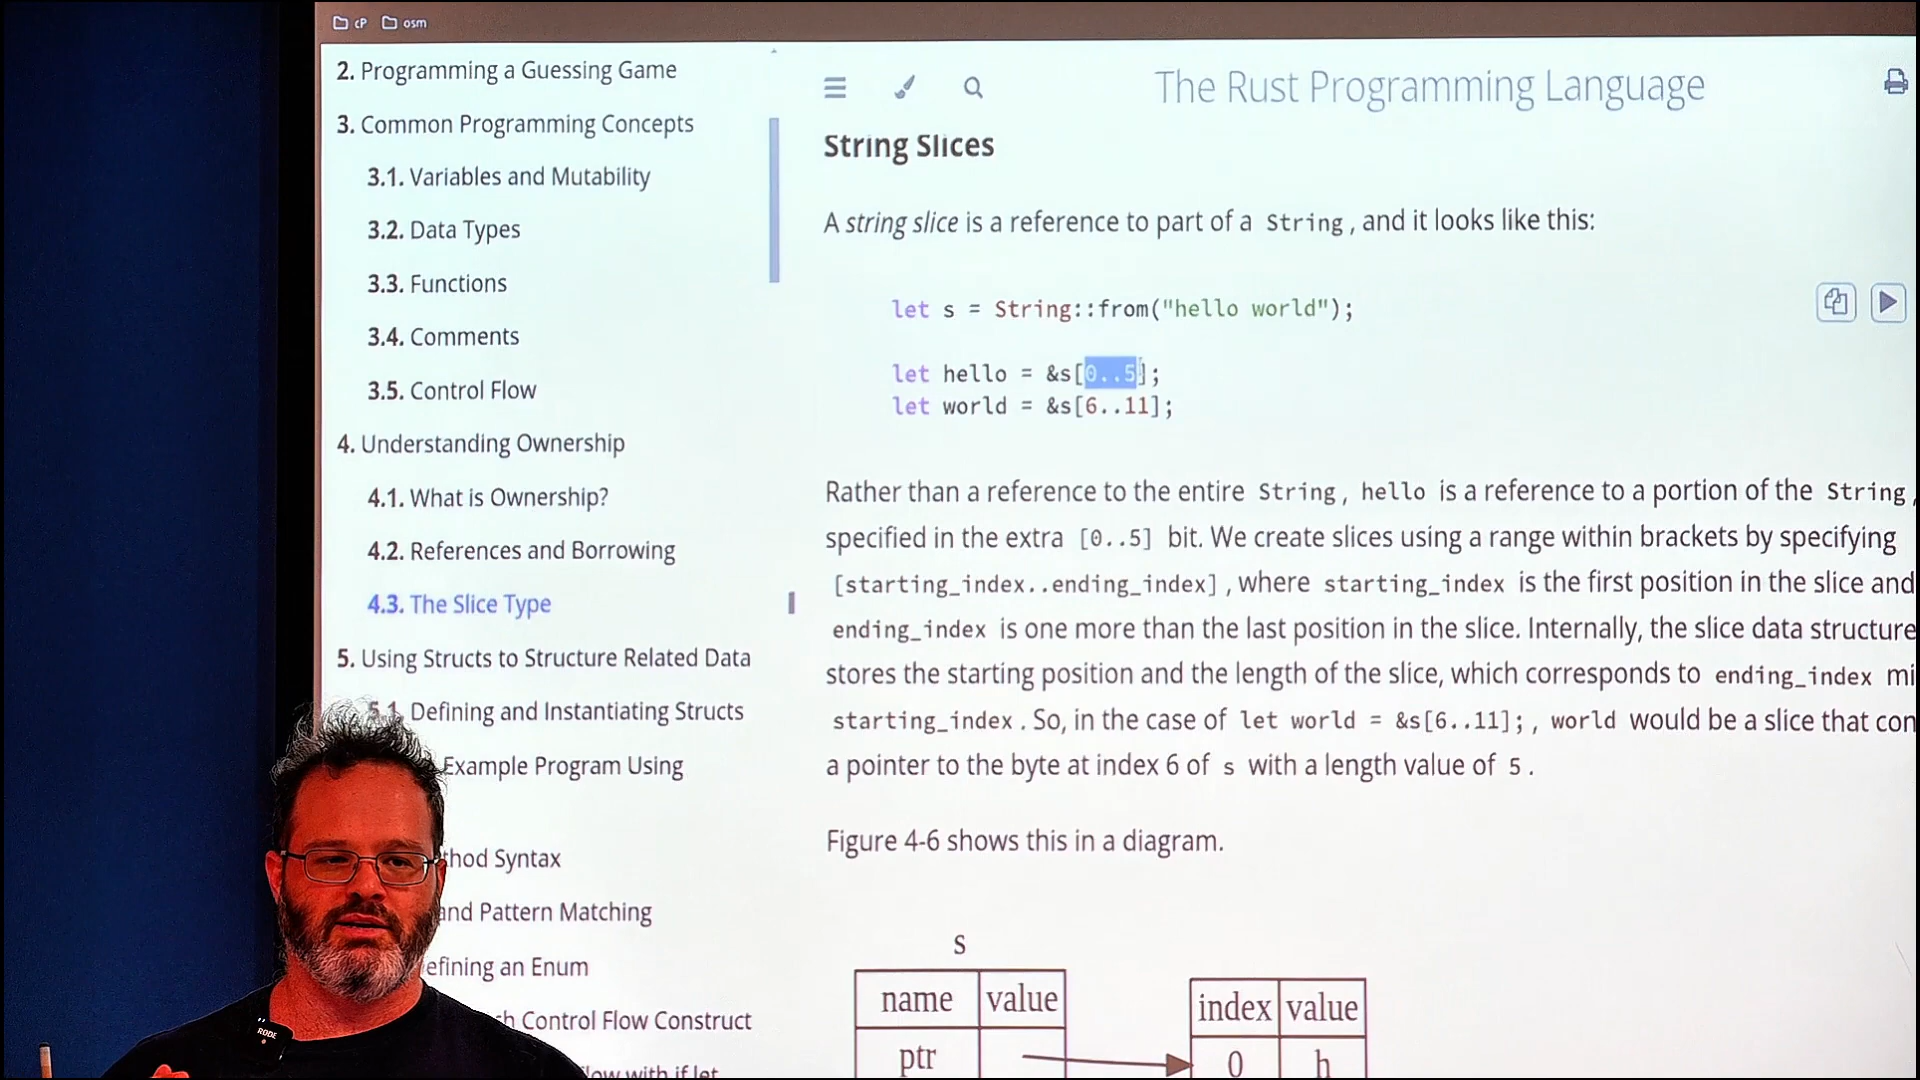 cP osm
2. Programming a Guessing Game
3. Common Programming Concepts
3.1. Variables and Mutability
3.2. Data Types
3.3. Functions
3.4. Comments
3.5. Control Flow
4. Understanding Ownership
4.1. What is Ownership?
4.2. References and Borrowing
4.3. The Slice Type
5. Using Structs to Structure Related Data
5.1. Defining and Instantiating Structs
Example Program Using
hod Syntax
and Pattern Matching
efining an Enum
ch Control Flow Construct
low with if let
The Rust Programming Language
String Slices
A string slice is a reference to part of a String, and it looks like this:
let s = String::from("hello world");
let hello = &s[0..5];
let world = &s[6..11];
Rather than a reference to the entire String, hello is a reference to a portion of the String,
specified in the extra [0..5] bit. We create slices using a range within brackets by specifying
[starting_index..ending_index], where starting_index is the first position in the slice and
ending_index is one more than the last position in the slice. Internally, the slice data structure
stores the starting position and the length of the slice, which corresponds to ending_index mi
starting_index. So, in the case of let world = &s[6..11];, world would be a slice that con
a pointer to the byte at index 6 of s with a length value of 5.
Figure 4-6 shows this in a diagram.
s
name value
ptr
index value
0 h
RODE